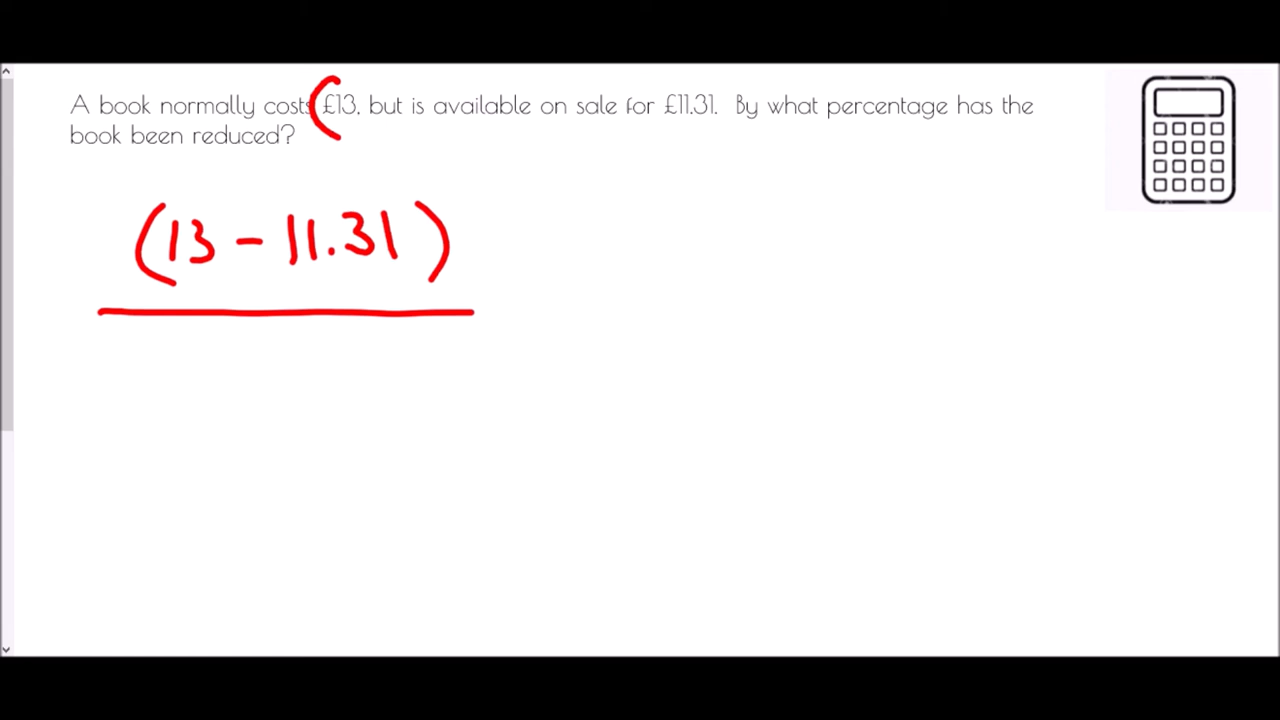 A book normally costs £13, but is available on sale for £11.31. By what percentage has the
book been reduced?
(13 - 11.31)